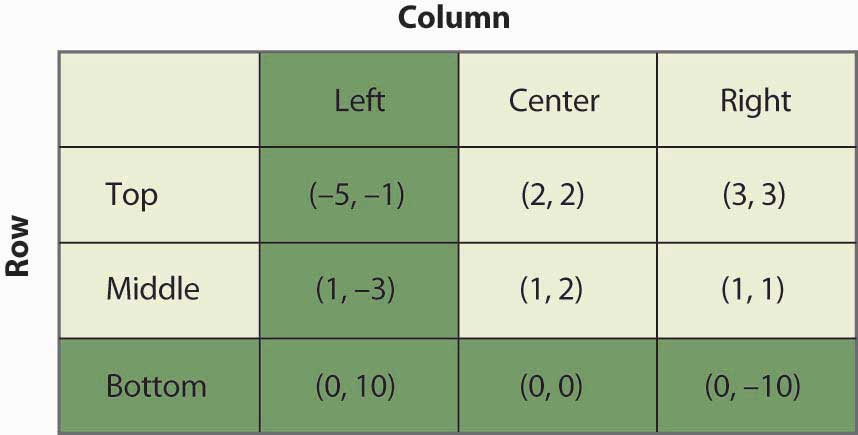 Column
Row
Left Center Right
Top (–5, –1) (2, 2) (3, 3)
Middle (1, –3) (1, 2) (1, 1)
Bottom (0, 10) (0, 0) (0, –10)